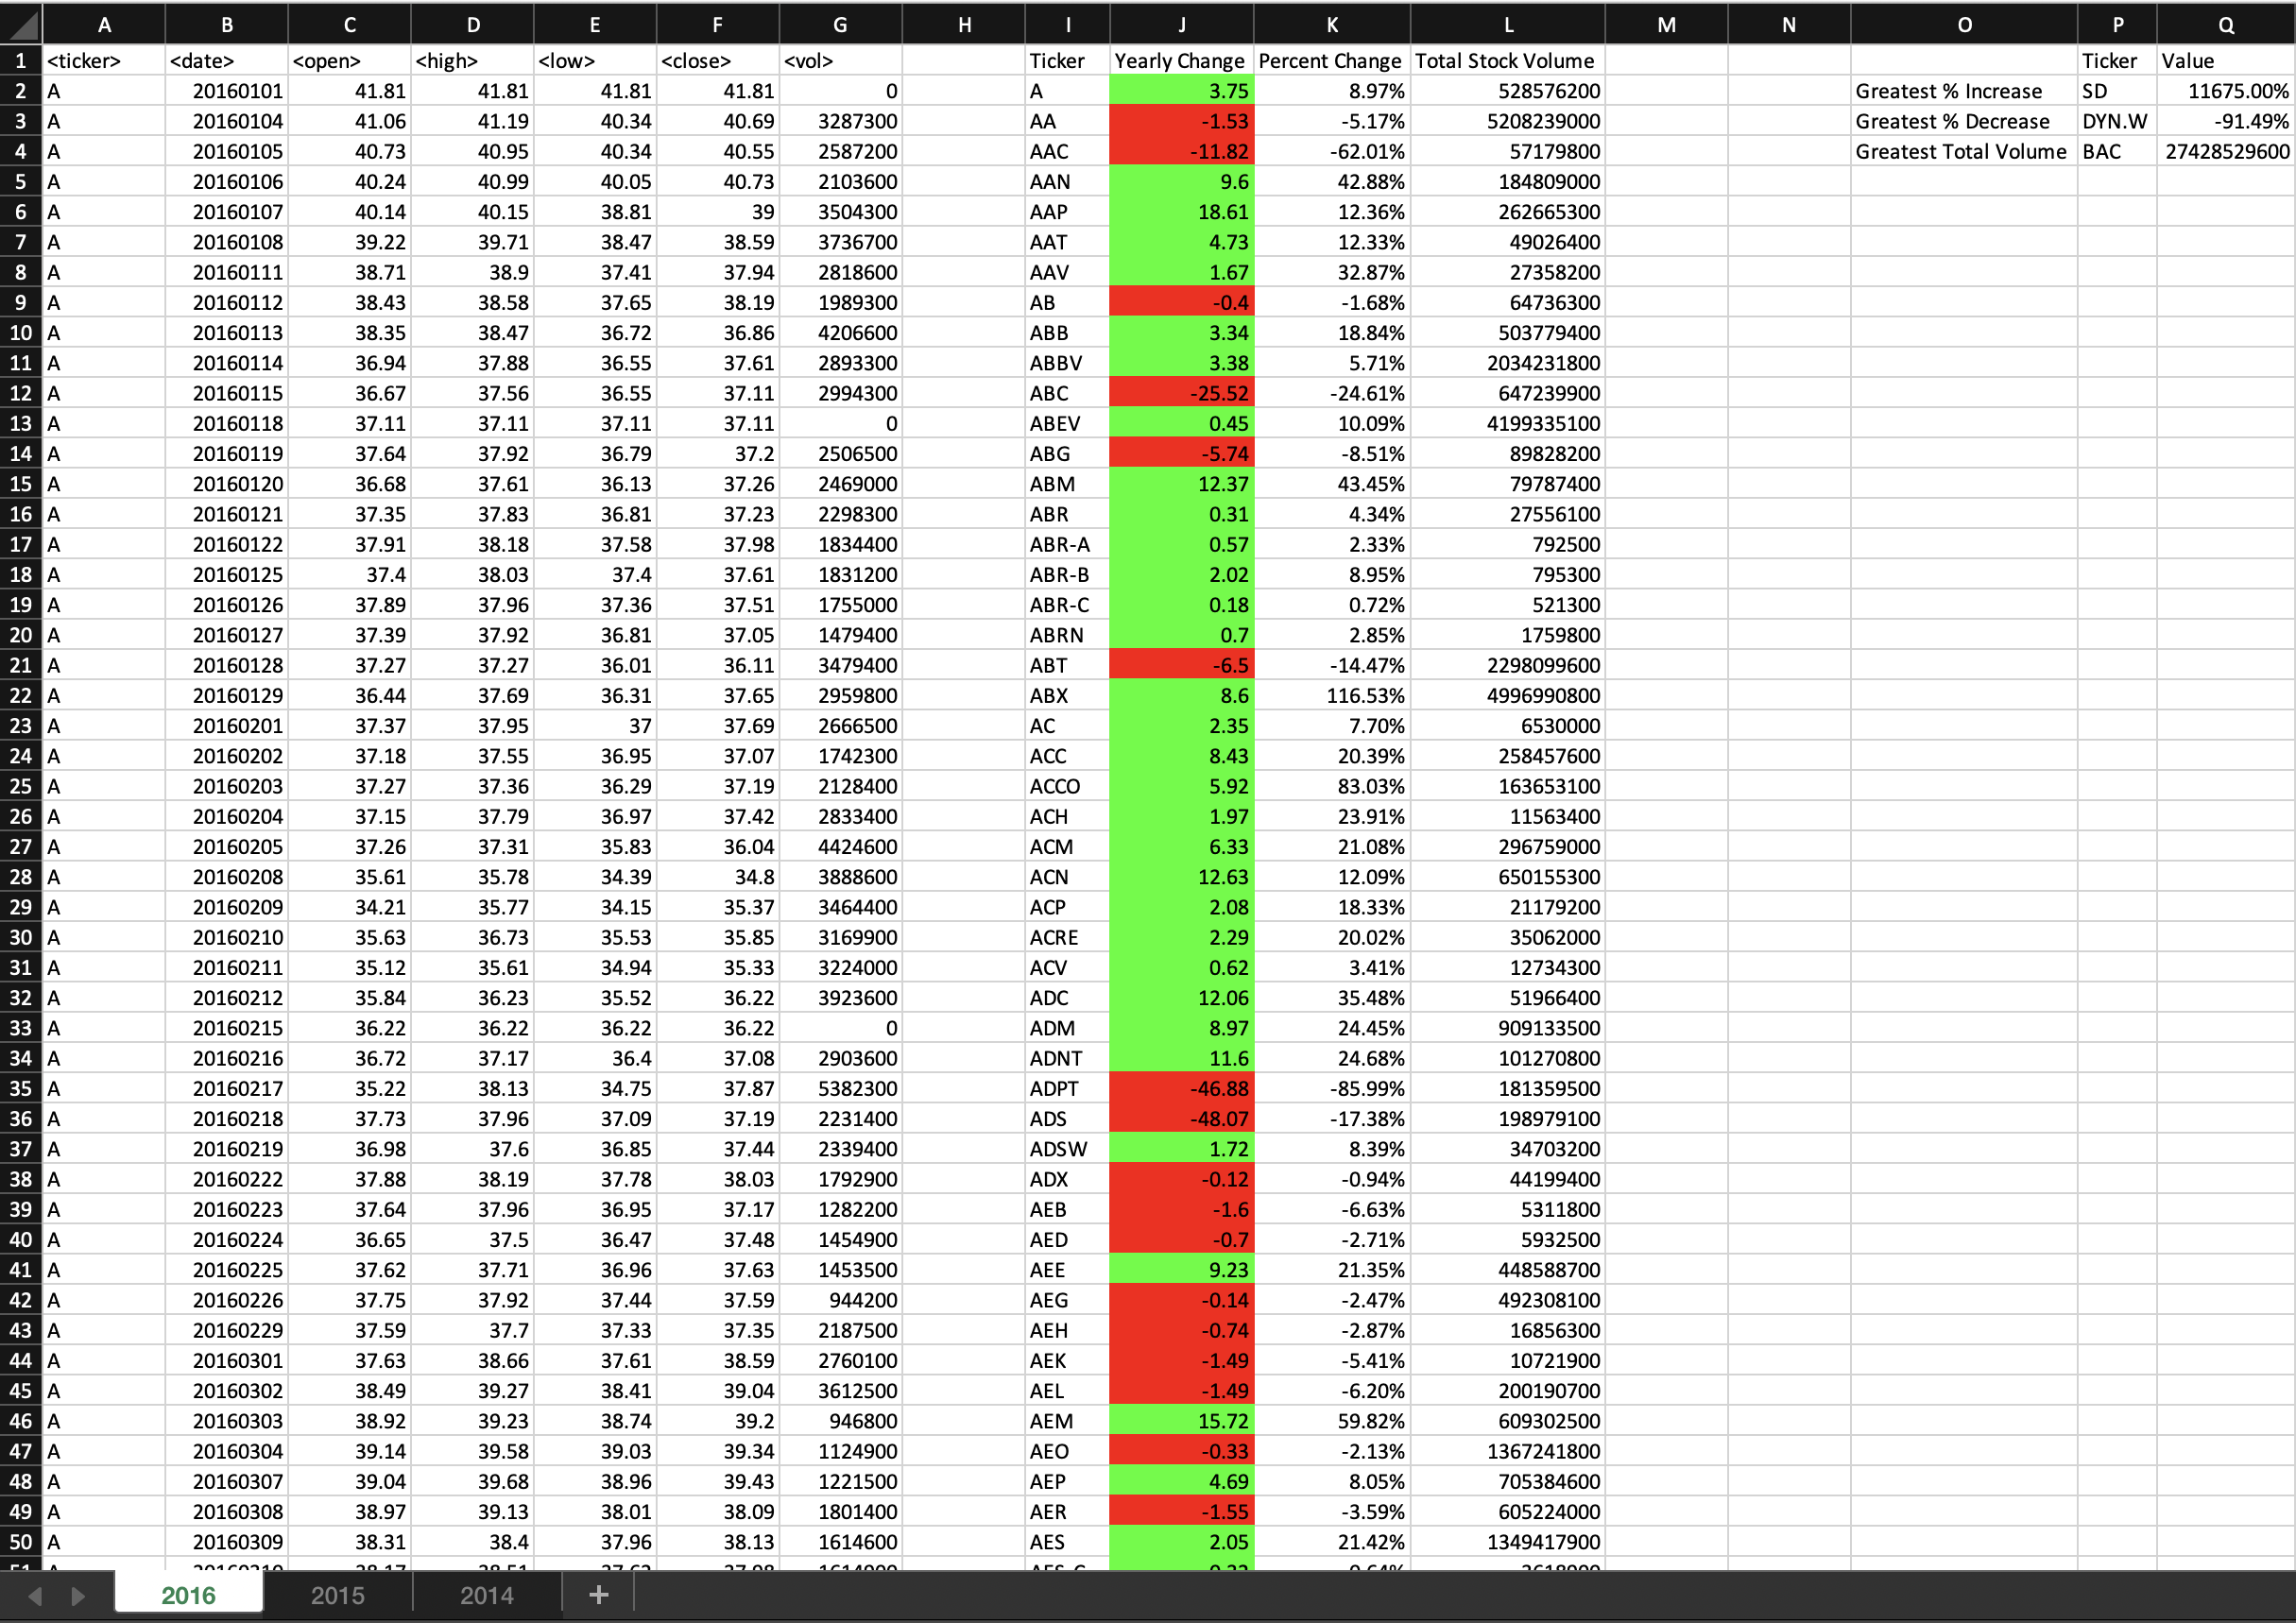 A B C D E F G H I J K L M N O P Q
1 <ticker> <date> <open> <high> <low> <close> <vol> Ticker Yearly Change Percent Change Total Stock Volume Ticker Value
2 A 20160101 41.81 41.81 41.81 41.81 0 A 3.75 8.97% 528576200 Greatest % Increase SD 11675.00%
3 A 20160104 41.06 41.19 40.34 40.69 3287300 AA -1.53 -5.17% 5208239000 Greatest % Decrease DYN.W -91.49%
4 A 20160105 40.73 40.95 40.34 40.55 2587200 AAC -11.82 -62.01% 57179800 Greatest Total Volume BAC 27428529600
5 A 20160106 40.24 40.99 40.05 40.73 2103600 AAN 9.6 42.88% 184809000
6 A 20160107 40.14 40.15 38.81 39 3504300 AAP 18.61 12.36% 262665300
7 A 20160108 39.22 39.71 38.47 38.59 3736700 AAT 4.73 12.33% 49026400
8 A 20160111 38.71 38.9 37.41 37.94 2818600 AAV 1.67 32.87% 27358200
9 A 20160112 38.43 38.58 37.65 38.19 1989300 AB -0.4 -1.68% 64736300
10 A 20160113 38.35 38.47 36.72 36.86 4206600 ABB 3.34 18.84% 503779400
11 A 20160114 36.94 37.88 36.55 37.61 2893300 ABBV 3.38 5.71% 2034231800
12 A 20160115 36.67 37.56 36.55 37.11 2994300 ABC -25.52 -24.61% 647239900
13 A 20160118 37.11 37.11 37.11 37.11 0 ABEV 0.45 10.09% 4199335100
14 A 20160119 37.64 37.92 36.79 37.2 2506500 ABG -5.74 -8.51% 89828200
15 A 20160120 36.68 37.61 36.13 37.26 2469000 ABM 12.37 43.45% 79787400
16 A 20160121 37.35 37.83 36.81 37.23 2298300 ABR 0.31 4.34% 27556100
17 A 20160122 37.91 38.18 37.58 37.98 1834400 ABR-A 0.57 2.33% 792500
18 A 20160125 37.4 38.03 37.4 37.61 1831200 ABR-B 2.02 8.95% 795300
19 A 20160126 37.89 37.96 37.36 37.51 1755000 ABR-C 0.18 0.72% 521300
20 A 20160127 37.39 37.92 36.81 37.05 1479400 ABRN 0.7 2.85% 1759800
21 A 20160128 37.27 37.27 36.01 36.11 3479400 ABT -6.5 -14.47% 2298099600
22 A 20160129 36.44 37.69 36.31 37.65 2959800 ABX 8.6 116.53% 4996990800
23 A 20160201 37.37 37.95 37 37.69 2666500 AC 2.35 7.70% 6530000
24 A 20160202 37.18 37.55 36.95 37.07 1742300 ACC 8.43 20.39% 258457600
25 A 20160203 37.27 37.36 36.29 37.19 2128400 ACCO 5.92 83.03% 163653100
26 A 20160204 37.15 37.79 36.97 37.42 2833400 ACH 1.97 23.91% 11563400
27 A 20160205 37.26 37.31 35.83 36.04 4424600 ACM 6.33 21.08% 296759000
28 A 20160208 35.61 35.78 34.39 34.8 3888600 ACN 12.63 12.09% 650155300
29 A 20160209 34.21 35.77 34.15 35.37 3464400 ACP 2.08 18.33% 21179200
30 A 20160210 35.63 36.73 35.53 35.85 3169900 ACRE 2.29 20.02% 35062000
31 A 20160211 35.12 35.61 34.94 35.33 3224000 ACV 0.62 3.41% 12734300
32 A 20160212 35.84 36.23 35.52 36.22 3923600 ADC 12.06 35.48% 51966400
33 A 20160215 36.22 36.22 36.22 36.22 0 ADM 8.97 24.45% 909133500
34 A 20160216 36.72 37.17 36.4 37.08 2903600 ADNT 11.6 24.68% 101270800
35 A 20160217 35.22 38.13 34.75 37.87 5382300 ADPT -46.88 -85.99% 181359500
36 A 20160218 37.73 37.96 37.09 37.19 2231400 ADS -48.07 -17.38% 198979100
37 A 20160219 36.98 37.6 36.85 37.44 2339400 ADSW 1.72 8.39% 34703200
38 A 20160222 37.88 38.19 37.78 38.03 1792900 ADX -0.12 -0.94% 44199400
39 A 20160223 37.64 37.96 36.95 37.17 1282200 AEB -1.6 -6.63% 5311800
40 A 20160224 36.65 37.5 36.47 37.48 1454900 AED -0.7 -2.71% 5932500
41 A 20160225 37.62 37.71 36.96 37.63 1453500 AEE 9.23 21.35% 448588700
42 A 20160226 37.75 37.92 37.44 37.59 944200 AEG -0.14 -2.47% 492308100
43 A 20160229 37.59 37.7 37.33 37.35 2187500 AEH -0.74 -2.87% 16856300
44 A 20160301 37.63 38.66 37.61 38.59 2760100 AEK -1.49 -5.41% 10721900
45 A 20160302 38.49 39.27 38.41 39.04 3612500 AEL -1.49 -6.20% 200190700
46 A 20160303 38.92 39.23 38.74 39.2 946800 AEM 15.72 59.82% 609302500
47 A 20160304 39.14 39.58 39.03 39.34 1124900 AEO -0.33 -2.13% 1367241800
48 A 20160307 39.04 39.68 38.96 39.43 1221500 AEP 4.69 8.05% 705384600
49 A 20160308 38.97 39.13 38.01 38.09 1801400 AER -1.55 -3.59% 605224000
50 A 20160309 38.31 38.4 37.96 38.13 1614600 AES 2.05 21.42% 1349417900
2016 2015 2014 +